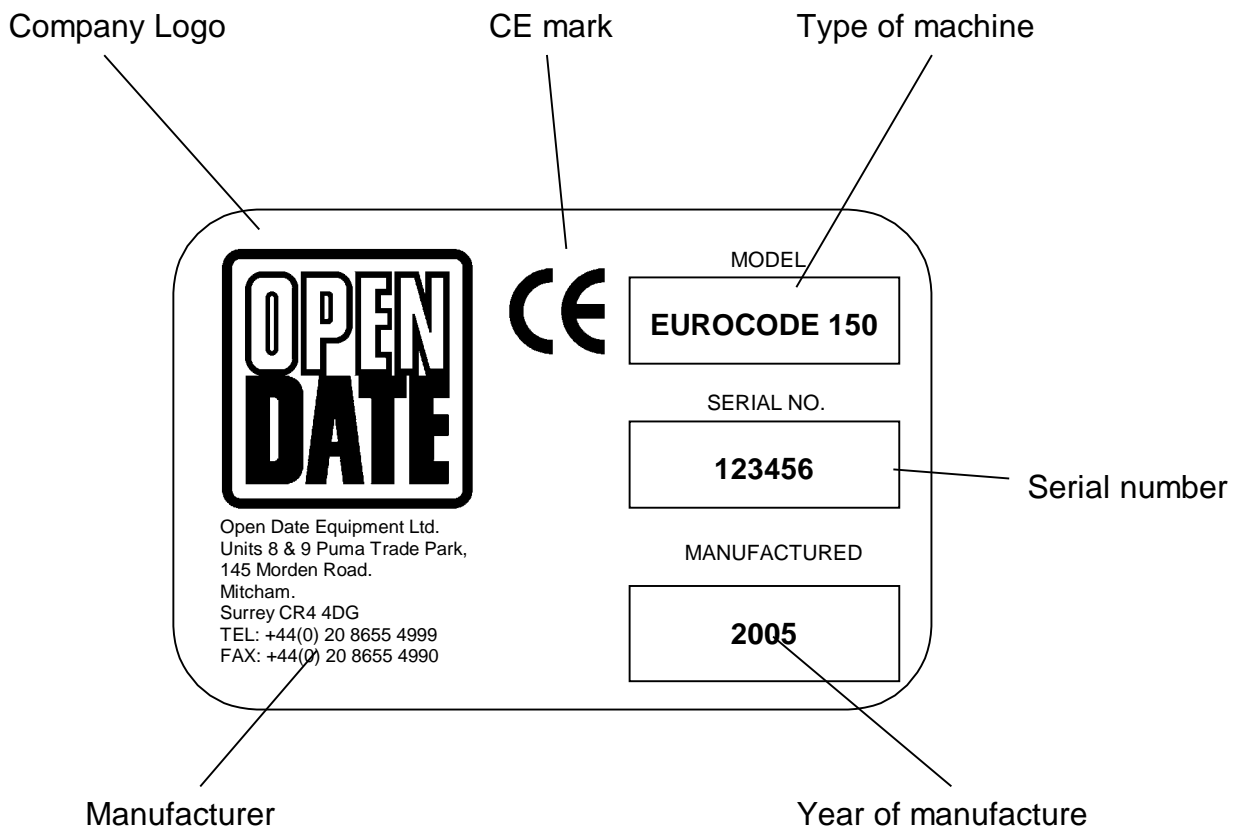 Company Logo
CE mark
Type of machine
OPEN
DATE
CE
MODEL
EUROCODE 150
SERIAL NO.
123456
Serial number
Open Date Equipment Ltd.
Units 8 & 9 Puma Trade Park,
145 Morden Road.
Mitcham.
Surrey CR4 4DG
TEL: +44(0) 20 8655 4999
FAX: +44(0) 20 8655 4990
MANUFACTURED
2005
Manufacturer
Year of manufacture